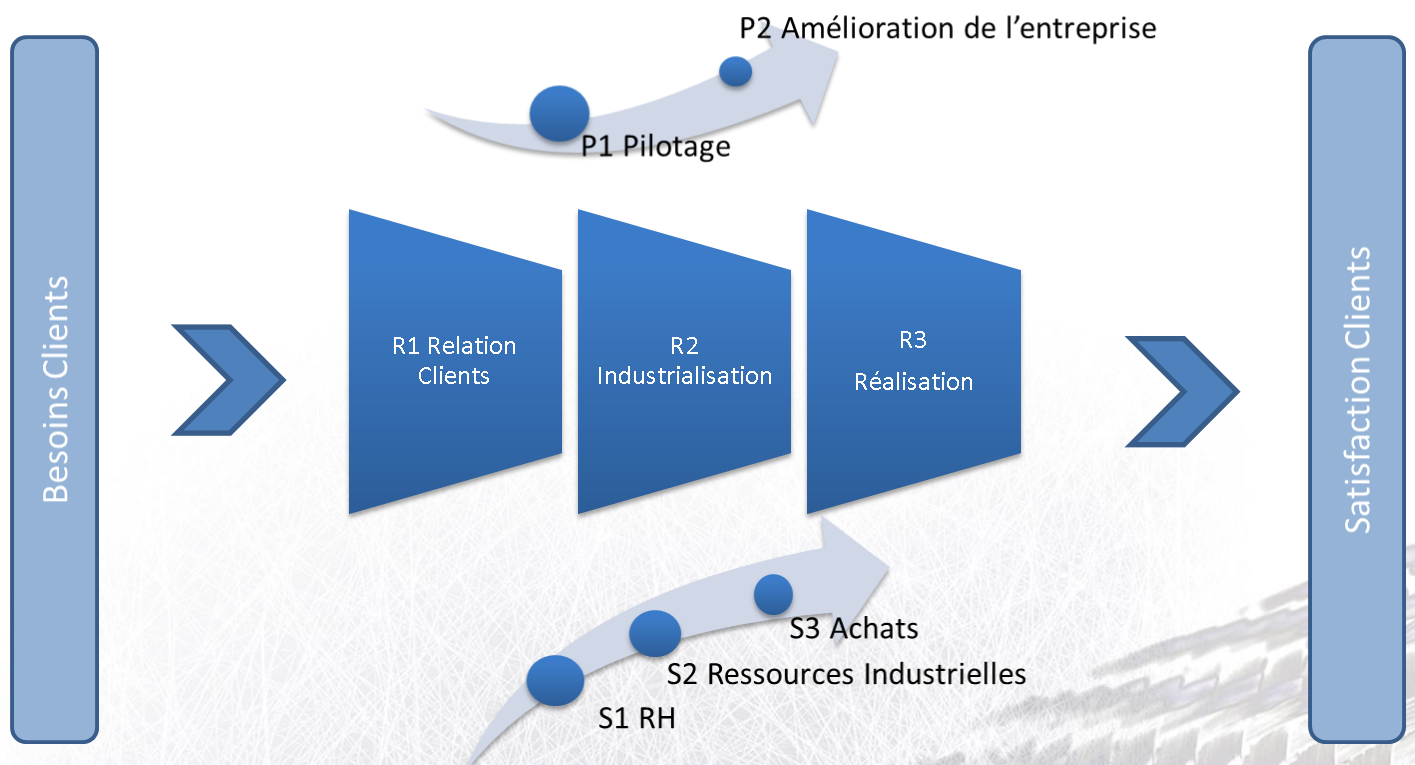 P2 Amélioration de l’entreprise
P1 Pilotage
Besoins Clients
R1 Relation
Clients
R2
Industrialisation
R3
Réalisation
Satisfaction Clients
S3 Achats
S2 Ressources Industrielles
S1 RH